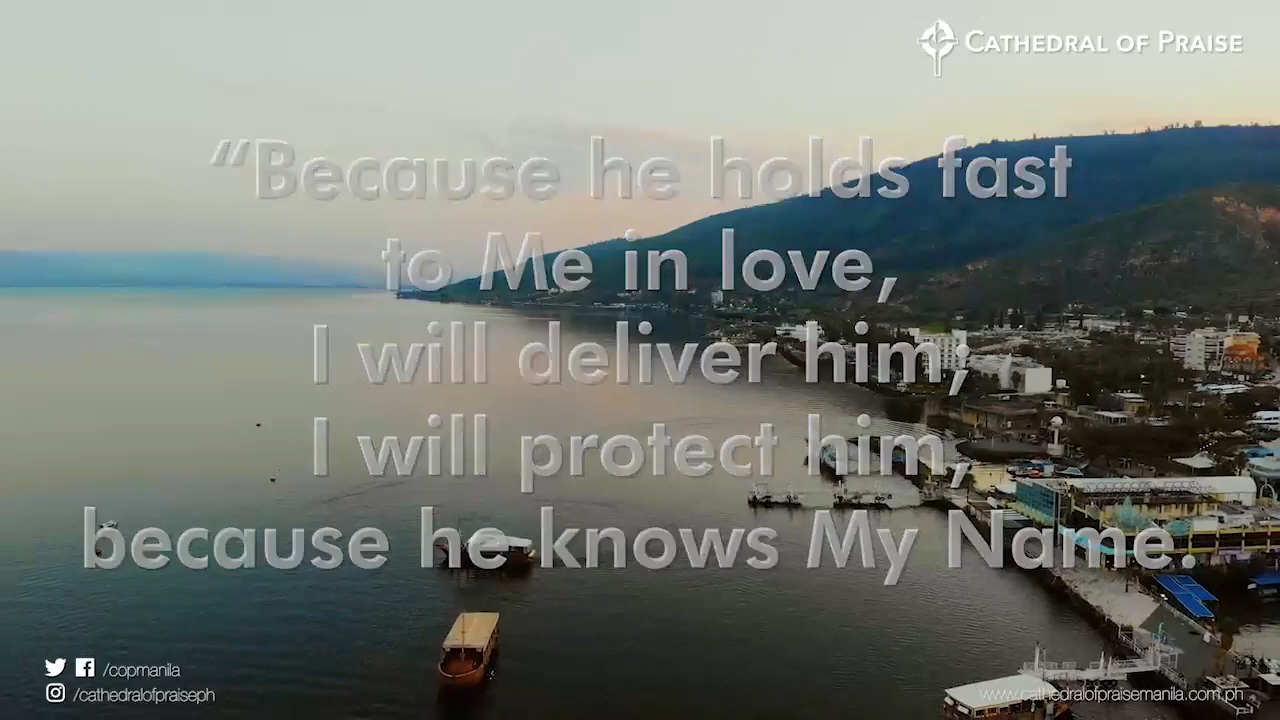 CATHEDRAL OF PRAISE
“Because he holds fast
to Me in love,
I will deliver him;
I will protect him,
because he knows My Name.
/copmanila
/cathedralofpraiseph
www.cathedralofpraisemanila.com.ph